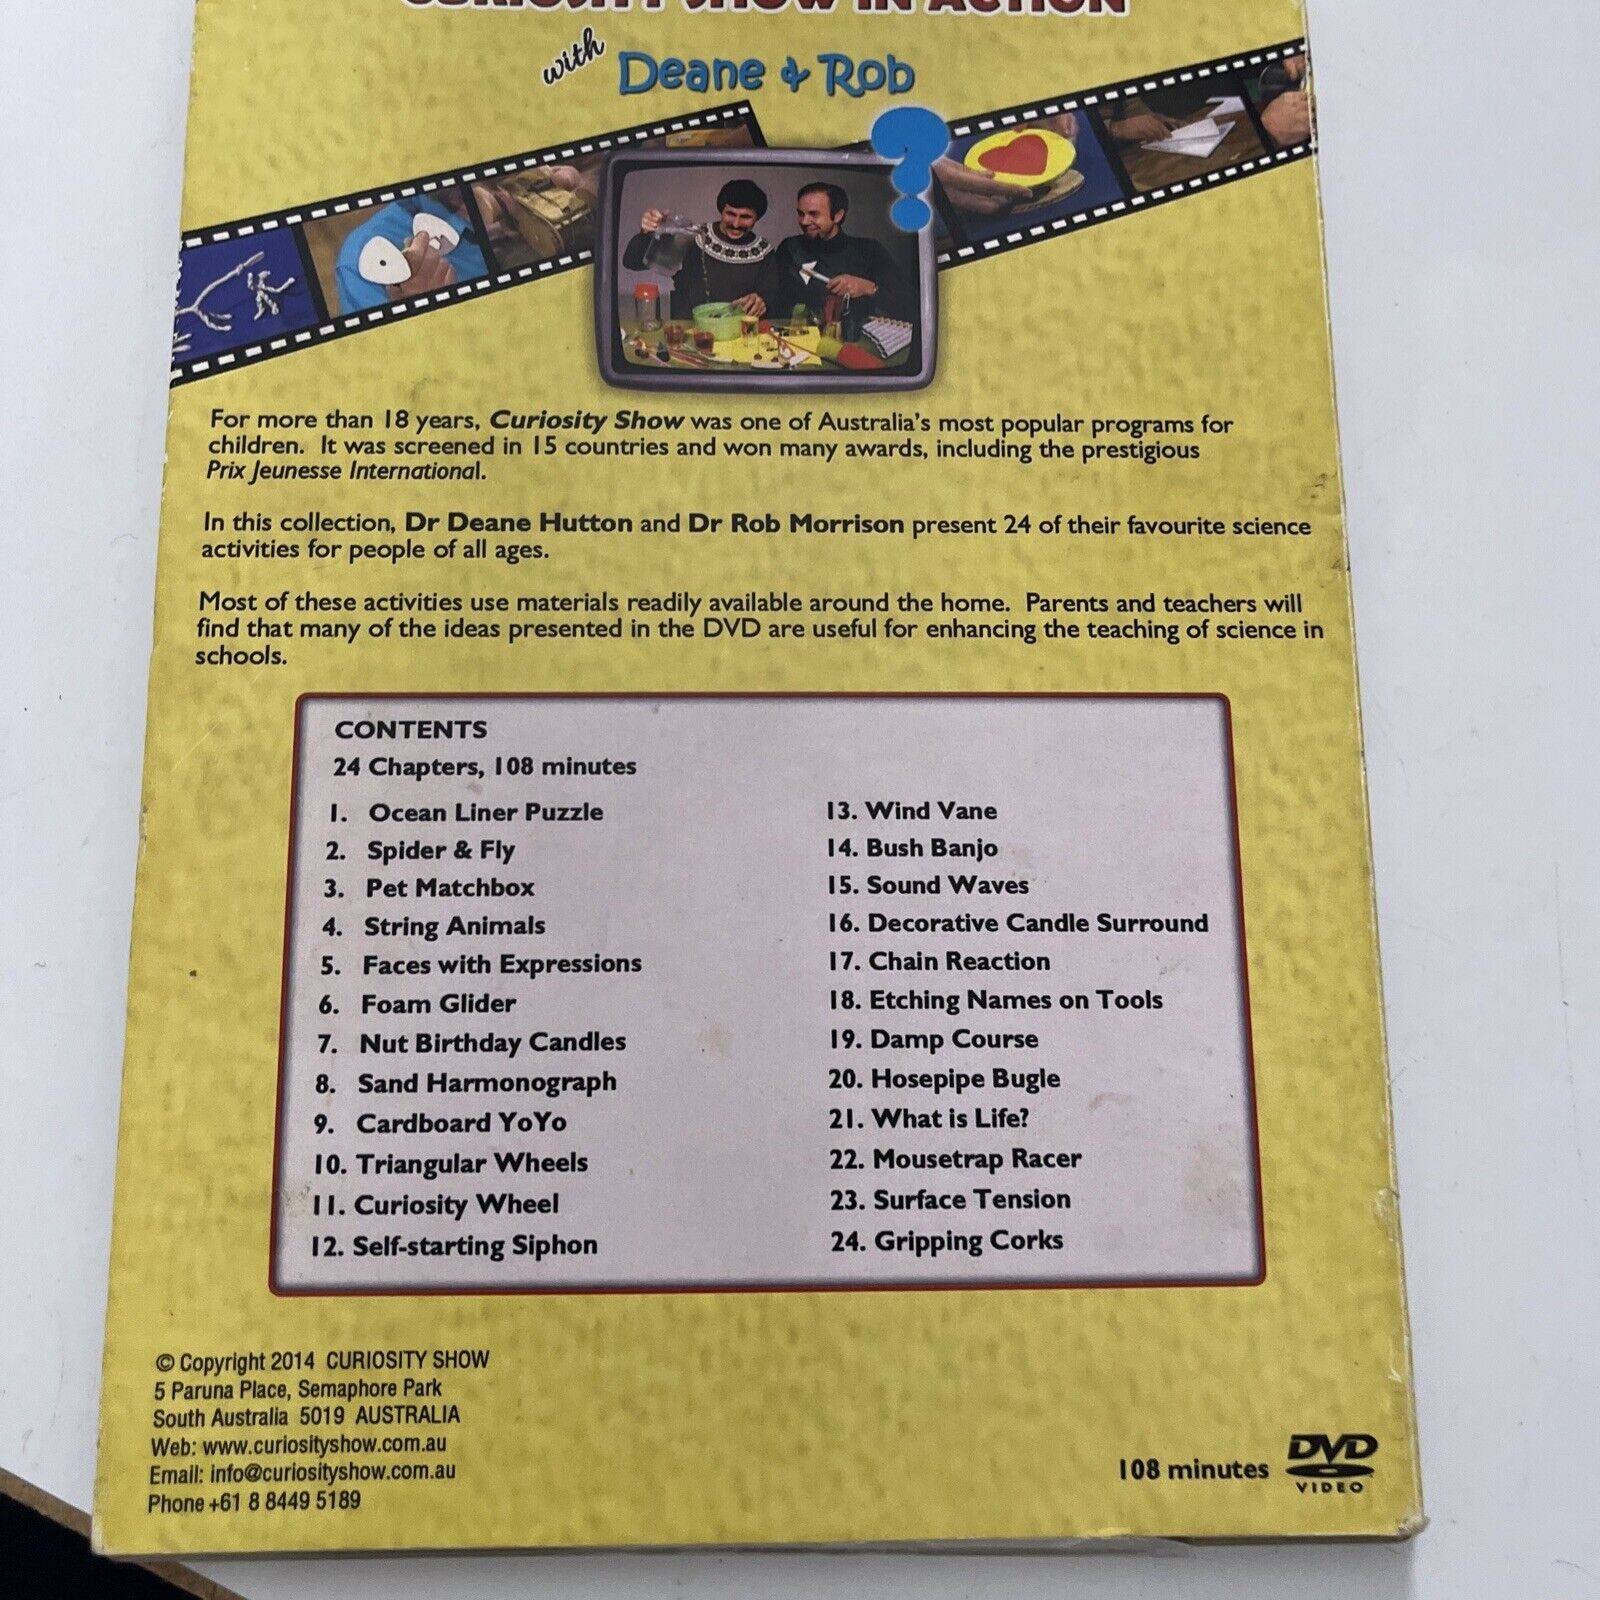 CURIOSITY SHOW IN ACTION
with Deane & Rob
?
For more than 18 years, Curiosity Show was one of Australia's most popular programs for
children. It was screened in 15 countries and won many awards, including the prestigious
Prix Jeunesse International.
In this collection, Dr Deane Hutton and Dr Rob Morrison present 24 of their favourite science
activities for people of all ages.
Most of these activities use materials readily available around the home. Parents and teachers will
find that many of the ideas presented in the DVD are useful for enhancing the teaching of science in
schools.
CONTENTS
24 Chapters, 108 minutes
1. Ocean Liner Puzzle
2. Spider & Fly
3. Pet Matchbox
4. String Animals
5. Faces with Expressions
6. Foam Glider
7. Nut Birthday Candles
8. Sand Harmonograph
9. Cardboard YoYo
10. Triangular Wheels
11. Curiosity Wheel
12. Self-starting Siphon
13. Wind Vane
14. Bush Banjo
15. Sound Waves
16. Decorative Candle Surround
17. Chain Reaction
18. Etching Names on Tools
19. Damp Course
20. Hosepipe Bugle
21. What is Life?
22. Mousetrap Racer
23. Surface Tension
24. Gripping Corks
© Copyright 2014 CURIOSITY SHOW
5 Paruna Place, Semaphore Park
South Australia 5019 AUSTRALIA
Web: www.curiosityshow.com.au
Email: info@curiosityshow.com.au
Phone +61 8 8449 5189
108 minutes
DVD
VIDEO